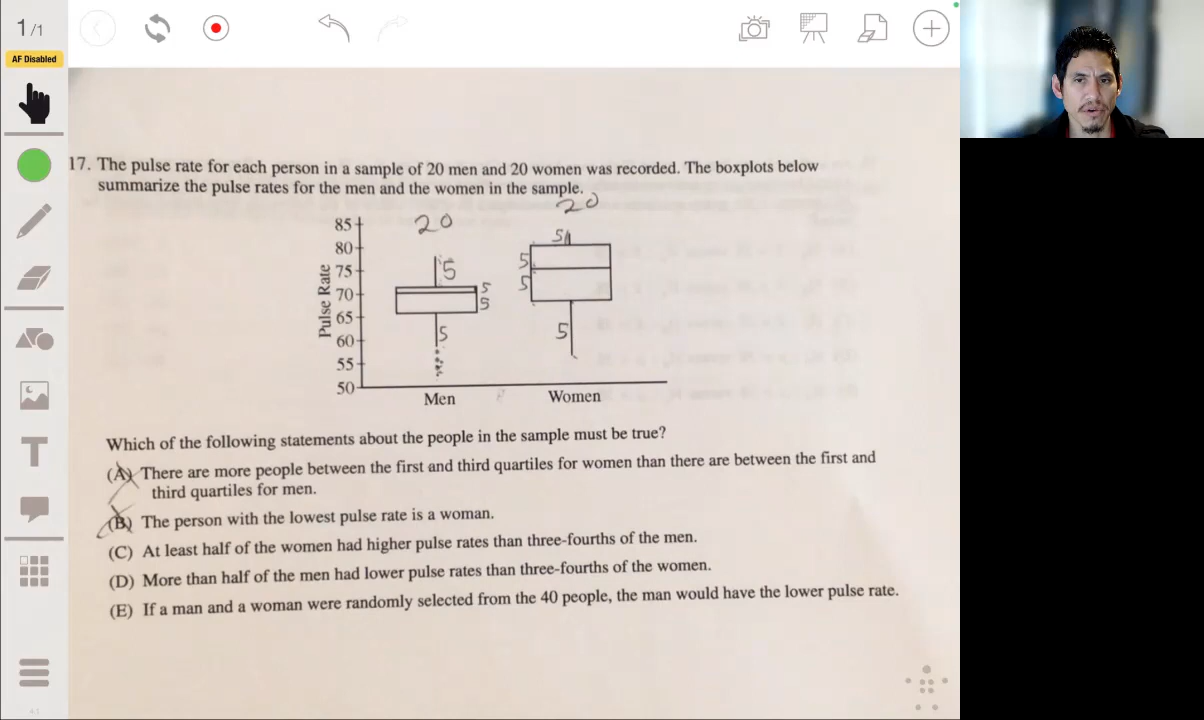 1/1
AF Disabled
17. The pulse rate for each person in a sample of 20 men and 20 women was recorded. The boxplots below
summarize the pulse rates for the men and the women in the sample.
20
20
85
80
75
70
65
60
55
50
Pulse Rate
5
5
5
5
5
5
5
5
Men
Women
Which of the following statements about the people in the sample must be true?
(A) There are more people between the first and third quartiles for women than there are between the first and
third quartiles for men.
(B) The person with the lowest pulse rate is a woman.
(C) At least half of the women had higher pulse rates than three-fourths of the men.
(D) More than half of the men had lower pulse rates than three-fourths of the women.
(E) If a man and a woman were randomly selected from the 40 people, the man would have the lower pulse rate.
T